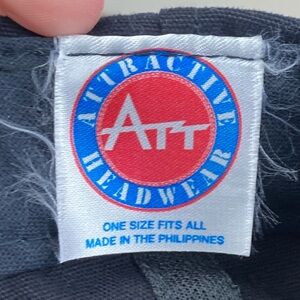 ATTRACTIVE
ATT
HEADWEAR
ONE SIZE FITS ALL
MADE IN THE PHILIPPINES